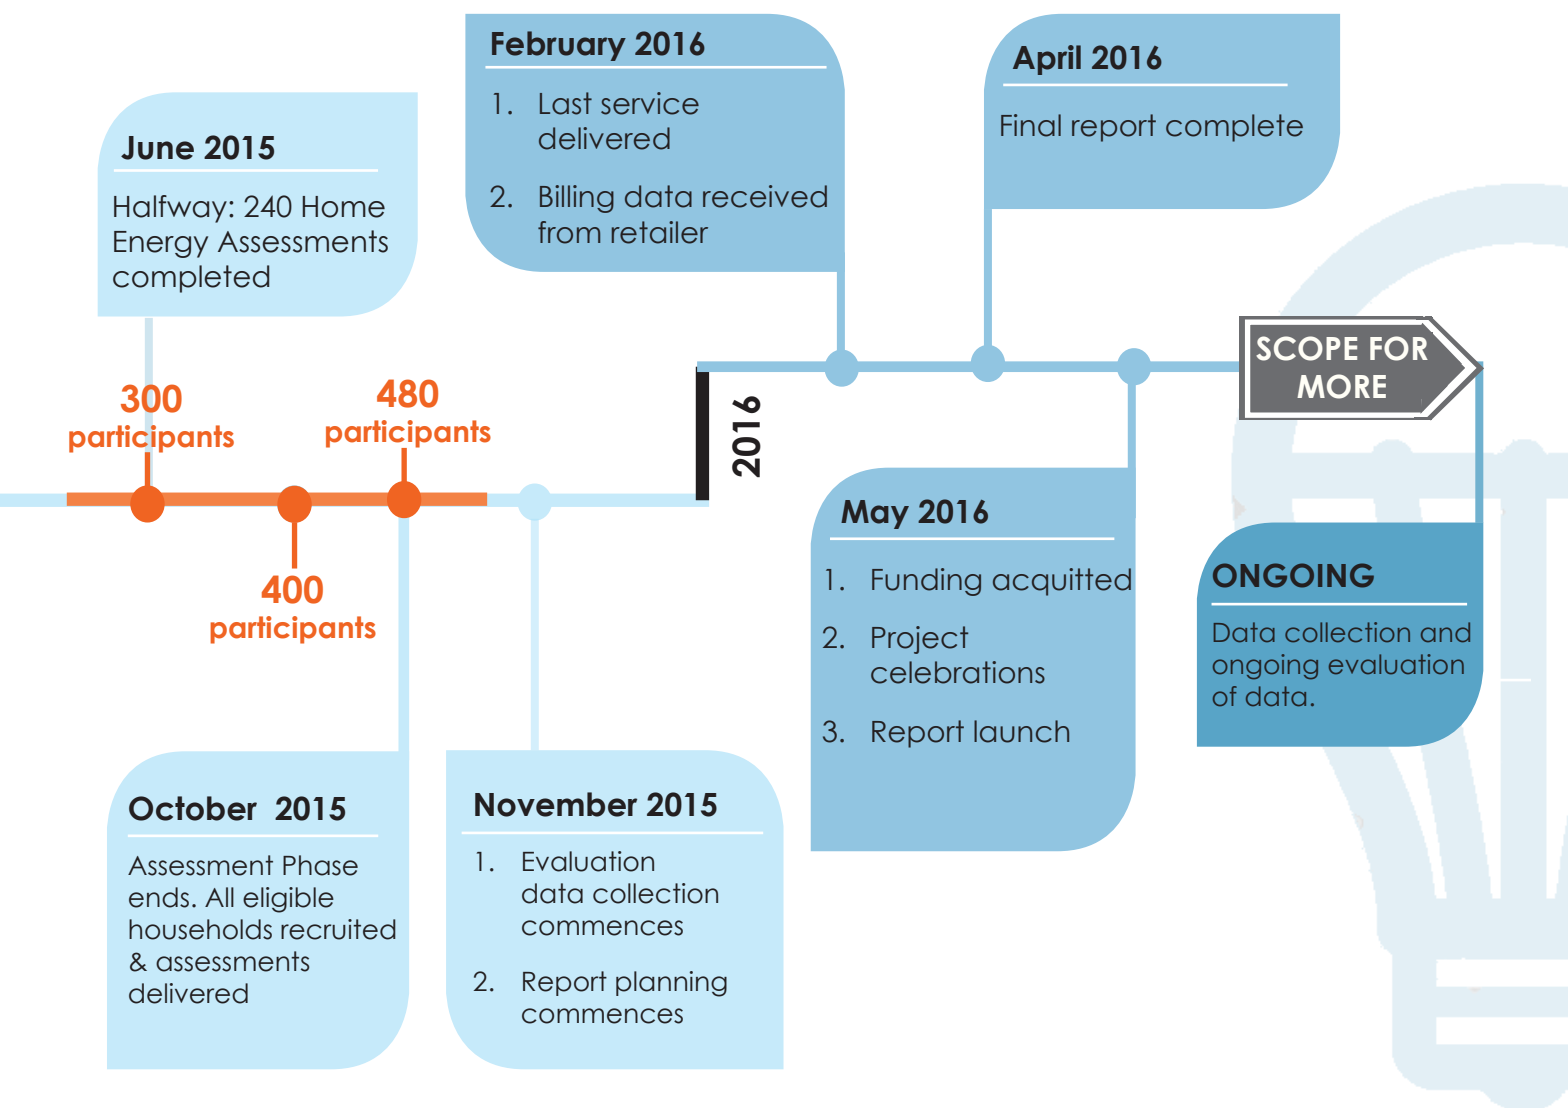 June 2015
Halfway: 240 Home
Energy Assessments
completed
300
participants
400
participants
480
participants
October  2015
Assessment Phase
ends. All eligible
households recruited
& assessments
delivered
November 2015
1. Evaluation
data collection
commences
2. Report planning
commences
2016
February 2016
1. Last service
delivered
2. Billing data received
from retailer
April 2016
Final report complete
May 2016
1. Funding acquitted
2. Project
celebrations
3. Report launch
SCOPE FOR
MORE
ONGOING
Data collection and
ongoing evaluation
of data.